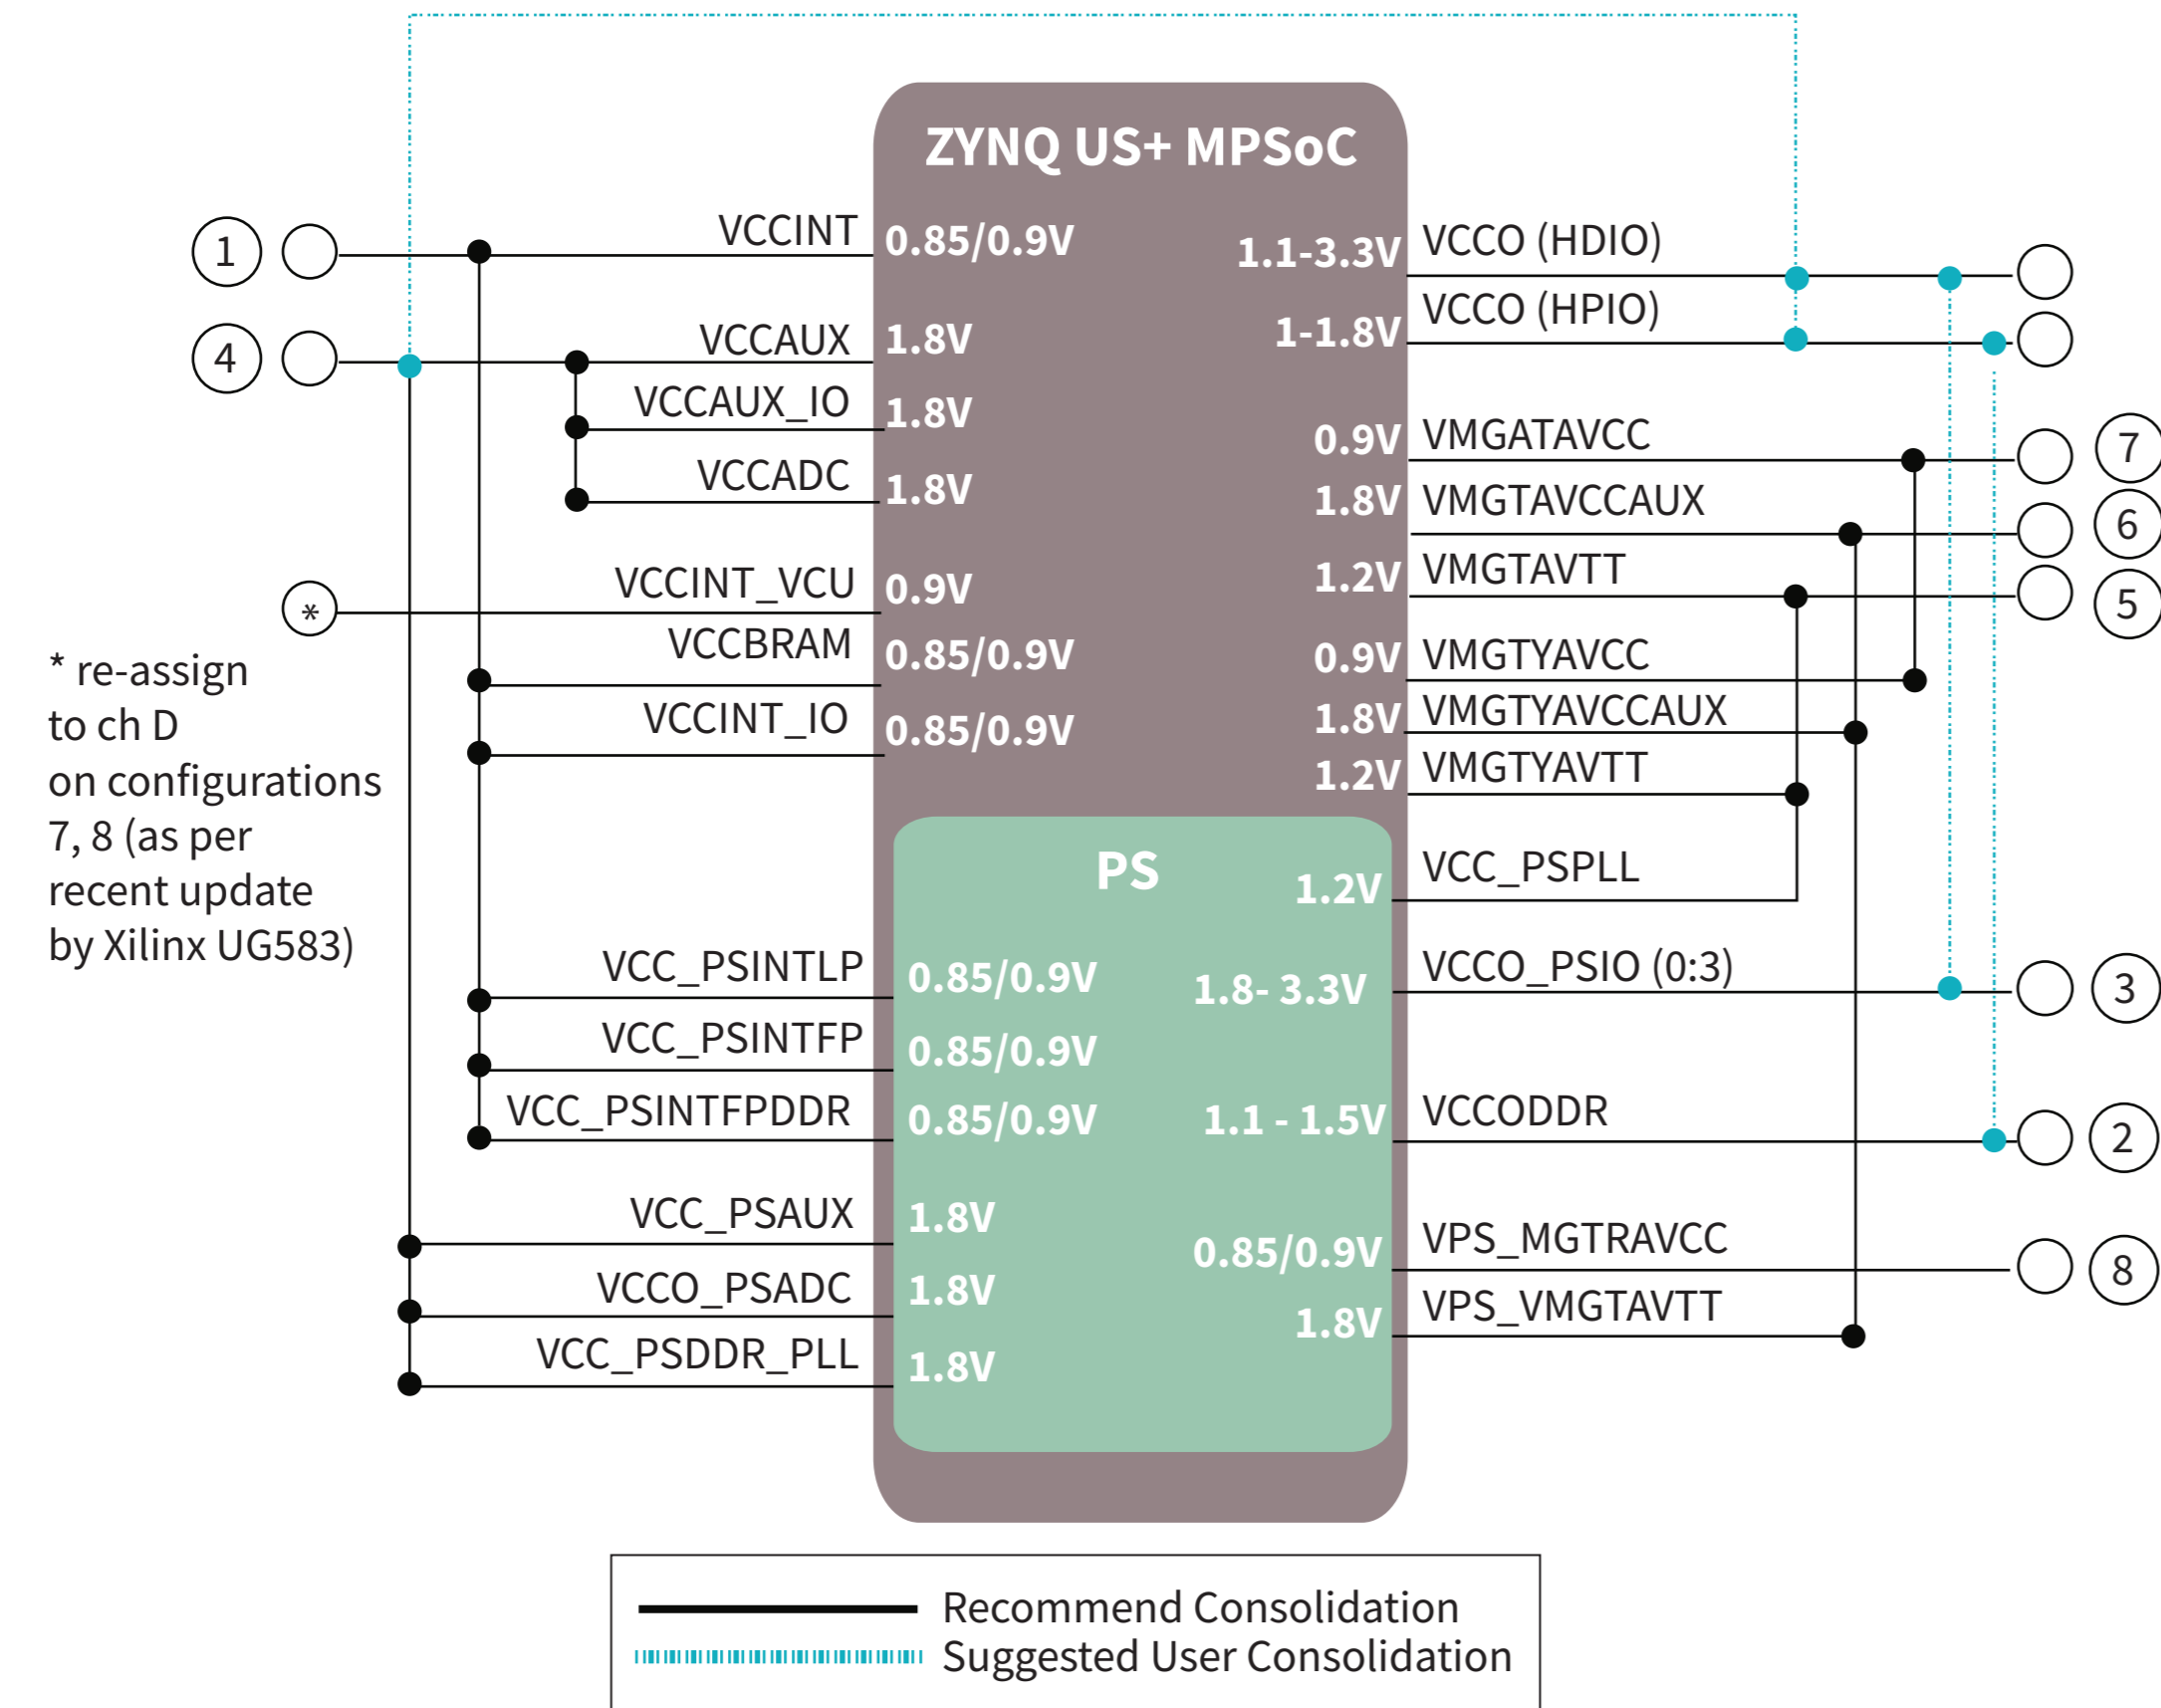 ZYNQ US+ MPSoC
1
VCCINT
0.85/0.9V
4
VCCAUX
1.8V
VCCAUX_IO
1.8V
VCCADC
1.8V
*
VCCINT_VCU
0.9V
VCCBRAM
0.85/0.9V
VCCINT_IO
0.85/0.9V
* re-assign
to ch D
on configurations
7, 8 (as per
recent update
by Xilinx UG583)
VCC_PSINTLP
0.85/0.9V
VCC_PSINTFP
0.85/0.9V
VCC_PSINTFPDDR
0.85/0.9V
VCC_PSAUX
1.8V
VCCO_PSADC
1.8V
VCC_PSDDR_PLL
1.8V
1.1-3.3V
VCCO (HDIO)
1-1.8V
VCCO (HPIO)
0.9V
VMGATAVCC
7
1.8V
VMGTAVCCAUX
6
1.2V
VMGTAVTT
5
0.9V
VMGTYAVCC
1.8V
VMGTYAVCCAUX
1.2V
VMGTYAVTT
PS
1.2V
VCC_PSPLL
1.8- 3.3V
VCCO_PSIO (0:3)
3
1.1 - 1.5V
VCCODDR
2
0.85/0.9V
VPS_MGTRAVCC
8
1.8V
VPS_VMGTAVTT
Recommend Consolidation
Suggested User Consolidation